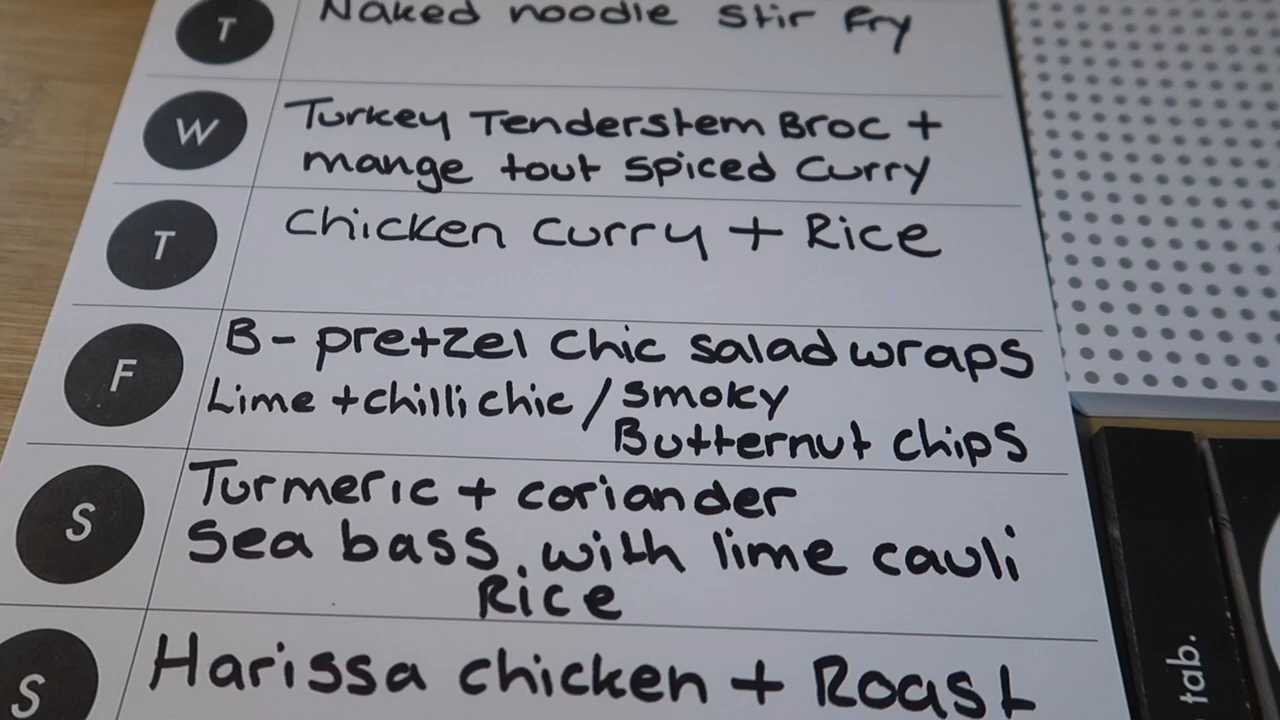 T
Naked noodle stir fry
W
Turkey Tenderstem Broc +
mange tout spiced curry
T
Chicken curry + Rice
F
B - pretzel chic salad wraps
Lime + chilli chic / smoky
Butternut chips
S
Turmeric + coriander
Sea bass with lime cauli
Rice
S
Harissa chicken + Roast
tab.